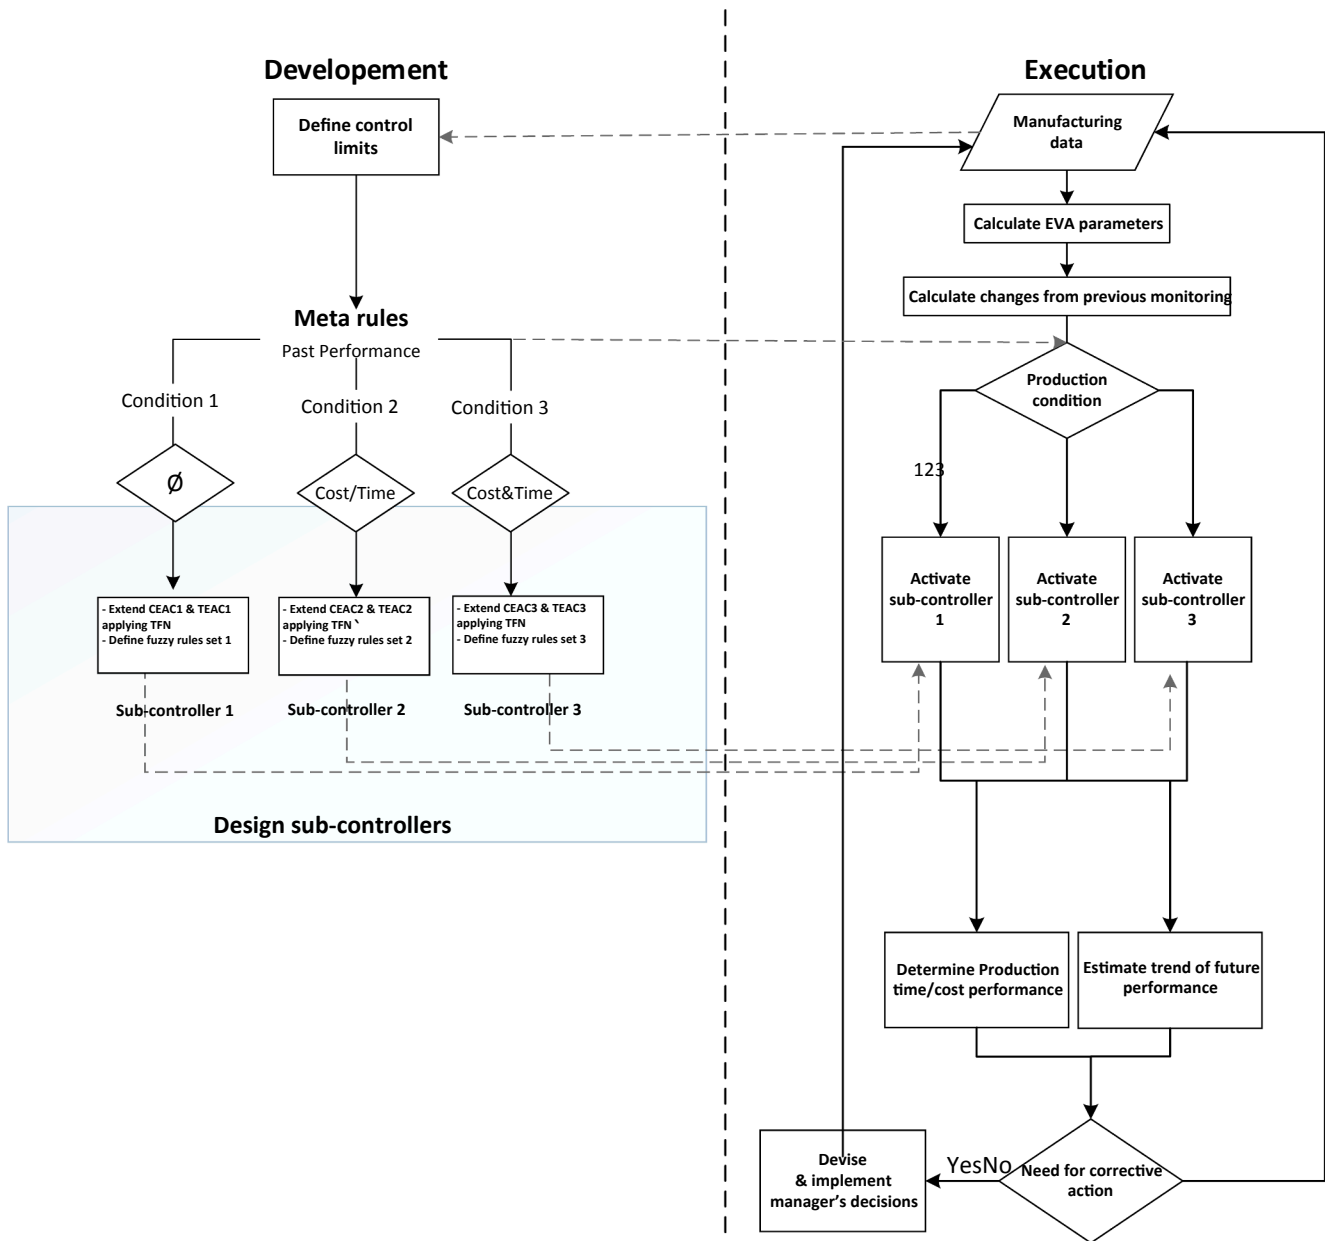 Developement
Define control
limits
Meta rules
Past Performance
Condition 1
Condition 2
Condition 3
Ø
Cost/Time
Cost&Time
- Extend CEAC1 & TEAC1
applying TFN
- Define fuzzy rules set 1
- Extend CEAC2 & TEAC2
applying TFN `
- Define fuzzy rules set 2
- Extend CEAC3 & TEAC3
applying TFN
- Define fuzzy rules set 3
Sub-controller 1
Sub-controller 2
Sub-controller 3
Design sub-controllers
Execution
Manufacturing
data
Calculate EVA parameters
Calculate changes from previous monitoring
Production
condition
123
Activate
sub-controller
1
Activate
sub-controller
2
Activate
sub-controller
3
Determine Production
time/cost performance
Estimate trend of future
performance
Devise
& implement
manager's decisions
YesNo
Need for corrective
action